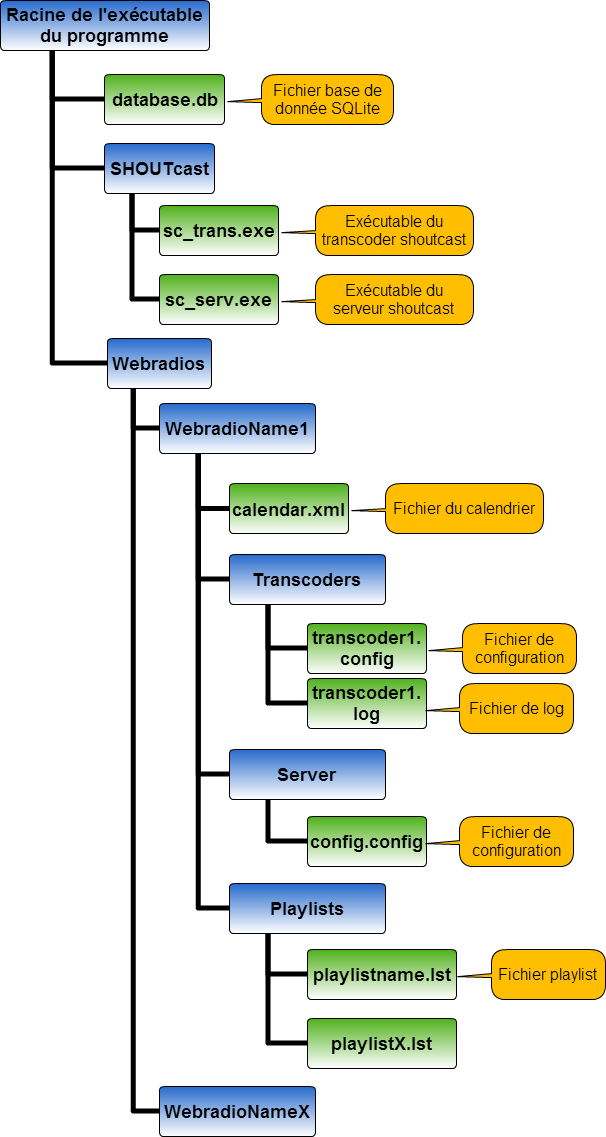 Racine de l'exécutable
du programme
database.db
Fichier base de
donnée SQLite
SHOUTcast
sc_trans.exe
Exécutable du
transcoder shoutcast
sc_serv.exe
Exécutable du
serveur shoutcast
Webradios
WebradioName1
calendar.xml
Fichier du calendrier
Transcoders
transcoder1.
config
Fichier de
configuration
transcoder1.
log
Fichier de log
Server
config.config
Fichier de
configuration
Playlists
playlistname.lst
Fichier playlist
playlistX.lst
WebradioNameX